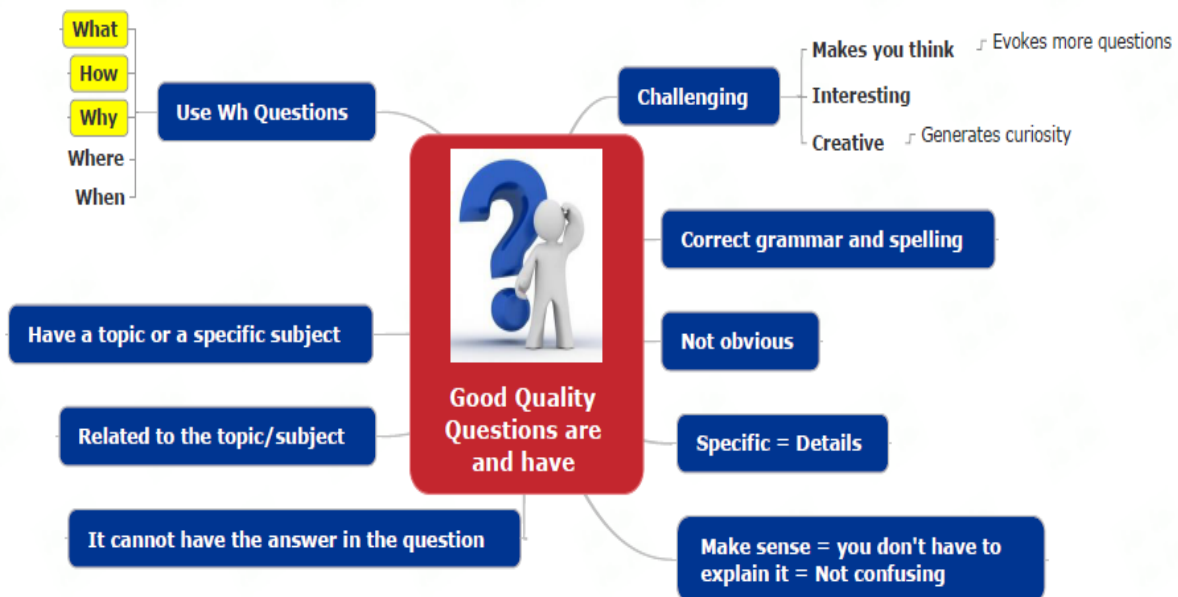 What
How
Why
Where
When
Use Wh Questions
Have a topic or a specific subject
Related to the topic/subject
It cannot have the answer in the question
Good Quality
Questions are
and have
Challenging
Makes you think
Evokes more questions
Interesting
Creative
Generates curiosity
Correct grammar and spelling
Not obvious
Specific = Details
Make sense = you don't have to
explain it = Not confusing